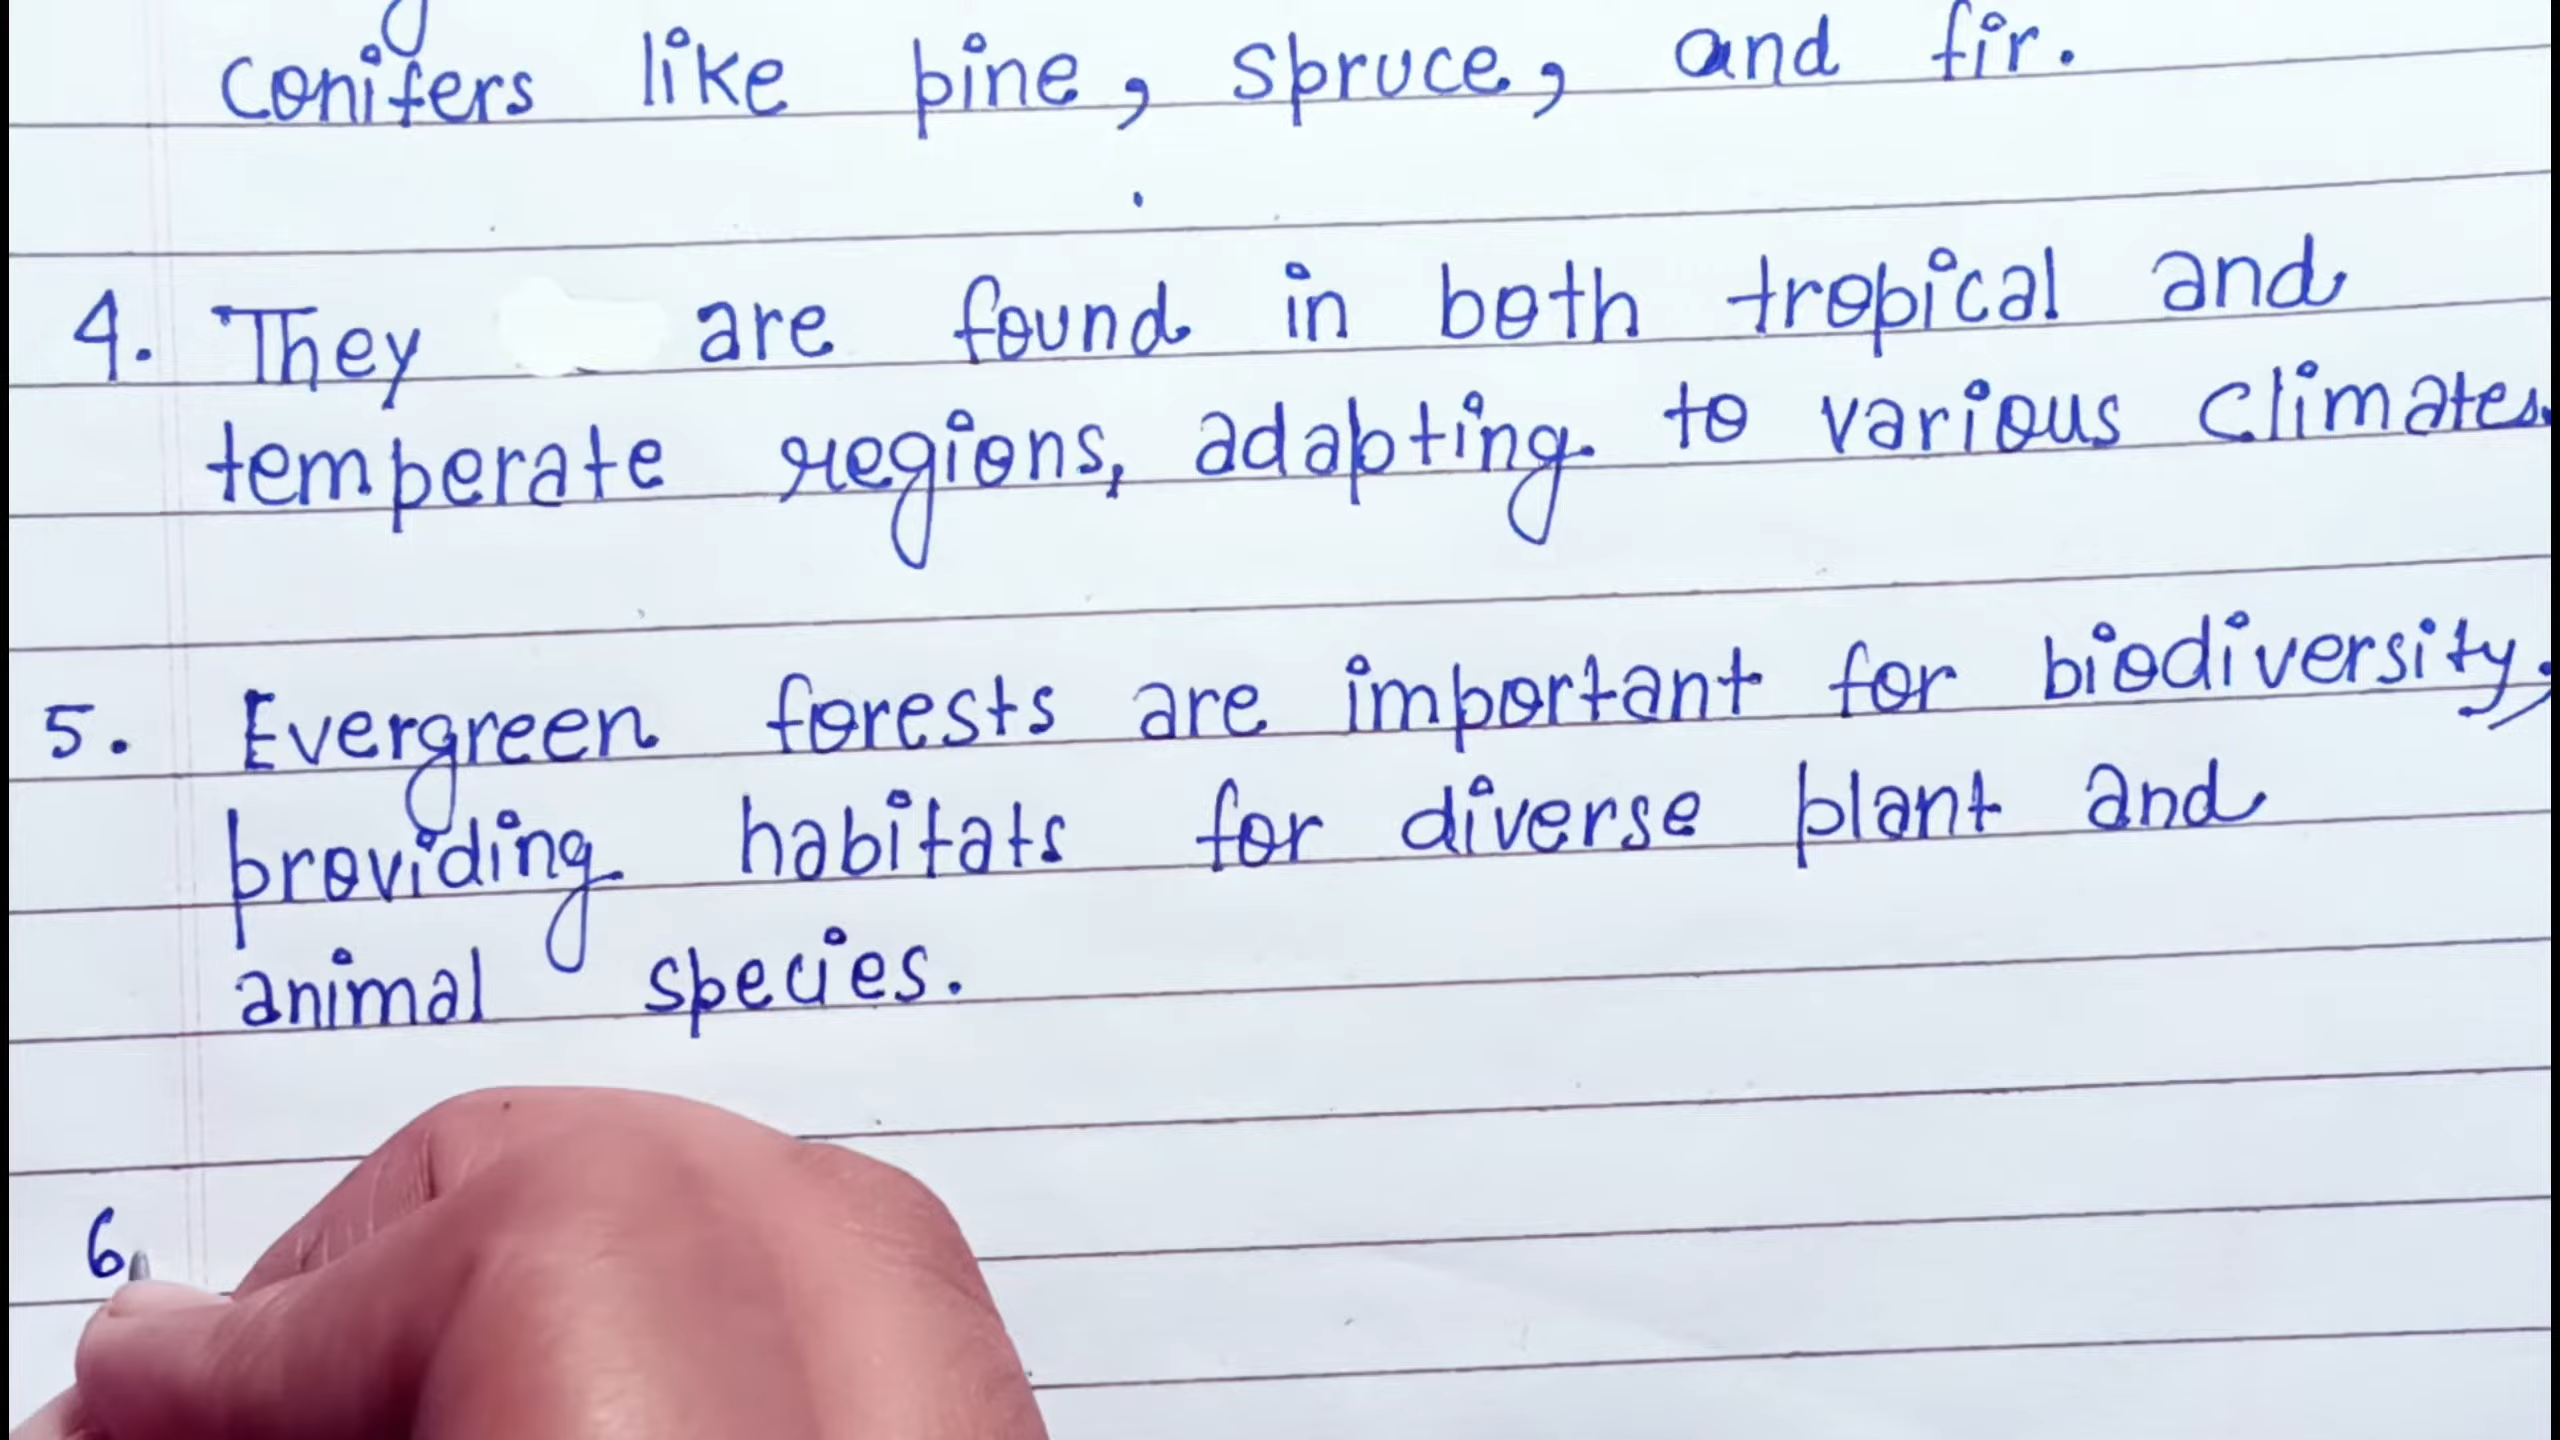 conifers like pine, spruce, and fir.
4. They are found in both tropical and
temperate regions, adapting to various climates.
5. Evergreen forests are important for biodiversity,
providing habitats for diverse plant and
animal species.
6.